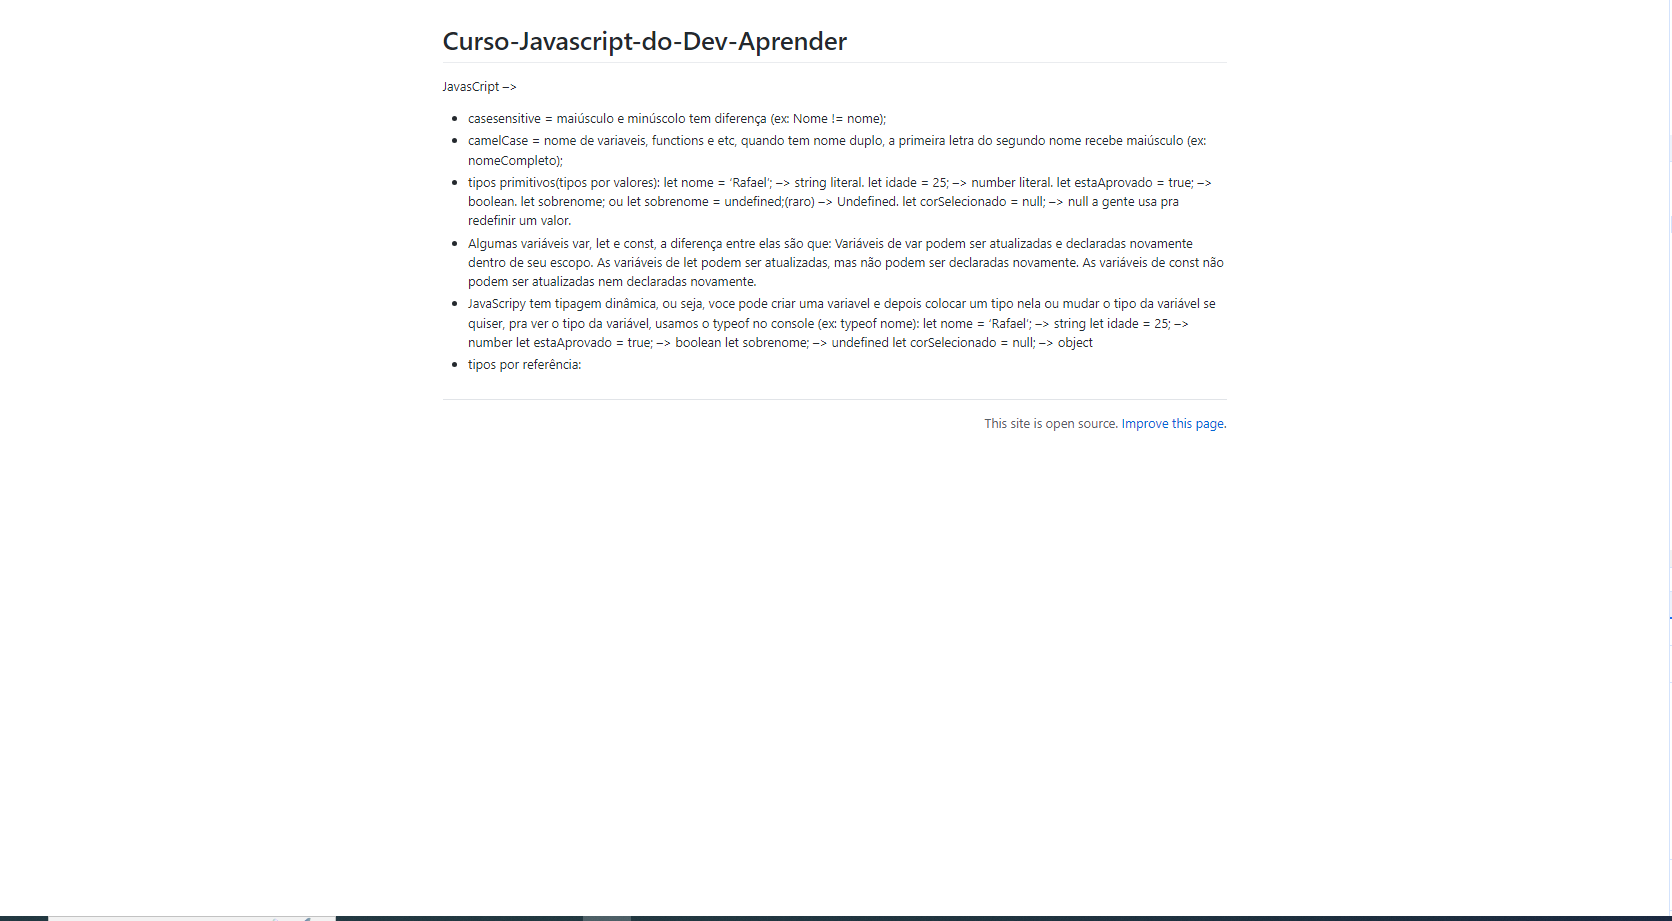 Curso-Javascript-do-Dev-Aprender
JavasCript –>
casesensitive = maiúsculo e minúscolo tem diferença (ex: Nome != nome);
camelCase = nome de variaveis, functions e etc, quando tem nome duplo, a primeira letra do segundo nome recebe maiúsculo (ex:
nomeCompleto);
tipos primitivos(tipos por valores): let nome = ‘Rafael’; –> string literal. let idade = 25; –> number literal. let estaAprovado = true; –>
boolean. let sobrenome; ou let sobrenome = undefined;(raro) –> Undefined. let corSelecionado = null; –> null a gente usa pra
redefinir um valor.
Algumas variáveis var, let e const, a diferença entre elas são que: Variáveis de var podem ser atualizadas e declaradas novamente
dentro de seu escopo. As variáveis de let podem ser atualizadas, mas não podem ser declaradas novamente. As variáveis de const não
podem ser atualizadas nem declaradas novamente.
JavaScripy tem tipagem dinâmica, ou seja, voce pode criar uma variavel e depois colocar um tipo nela ou mudar o tipo da variável se
quiser, pra ver o tipo da variável, usamos o typeof no console (ex: typeof nome): let nome = ‘Rafael’; –> string let idade = 25; –>
number let estaAprovado = true; –> boolean let sobrenome; –> undefined let corSelecionado = null; –> object
tipos por referência:
This site is open source. Improve this page.